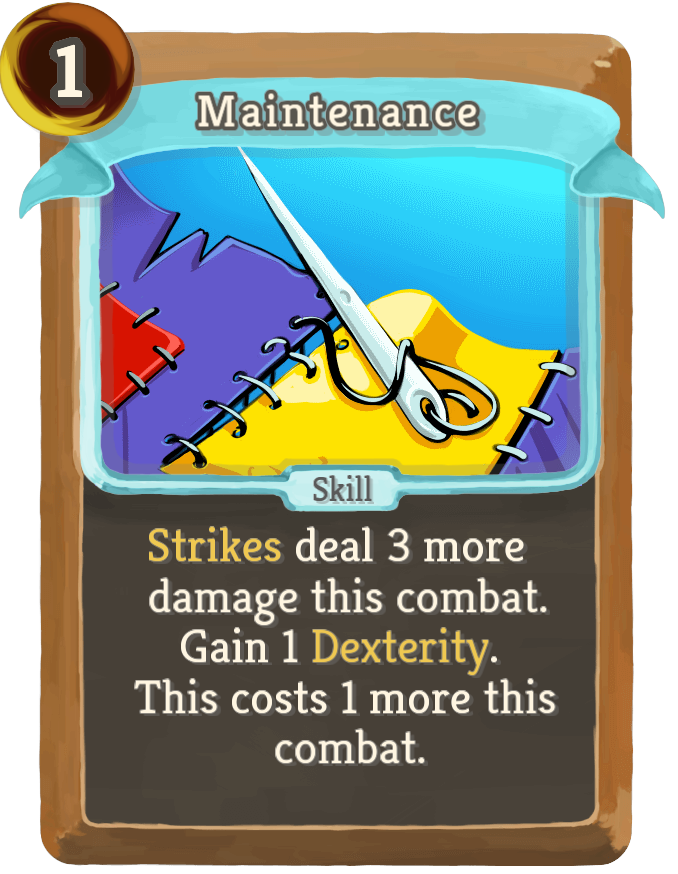 1
Maintenance
Skill
Strikes deal 3 more
damage this combat.
Gain 1 Dexterity.
This costs 1 more this
combat.